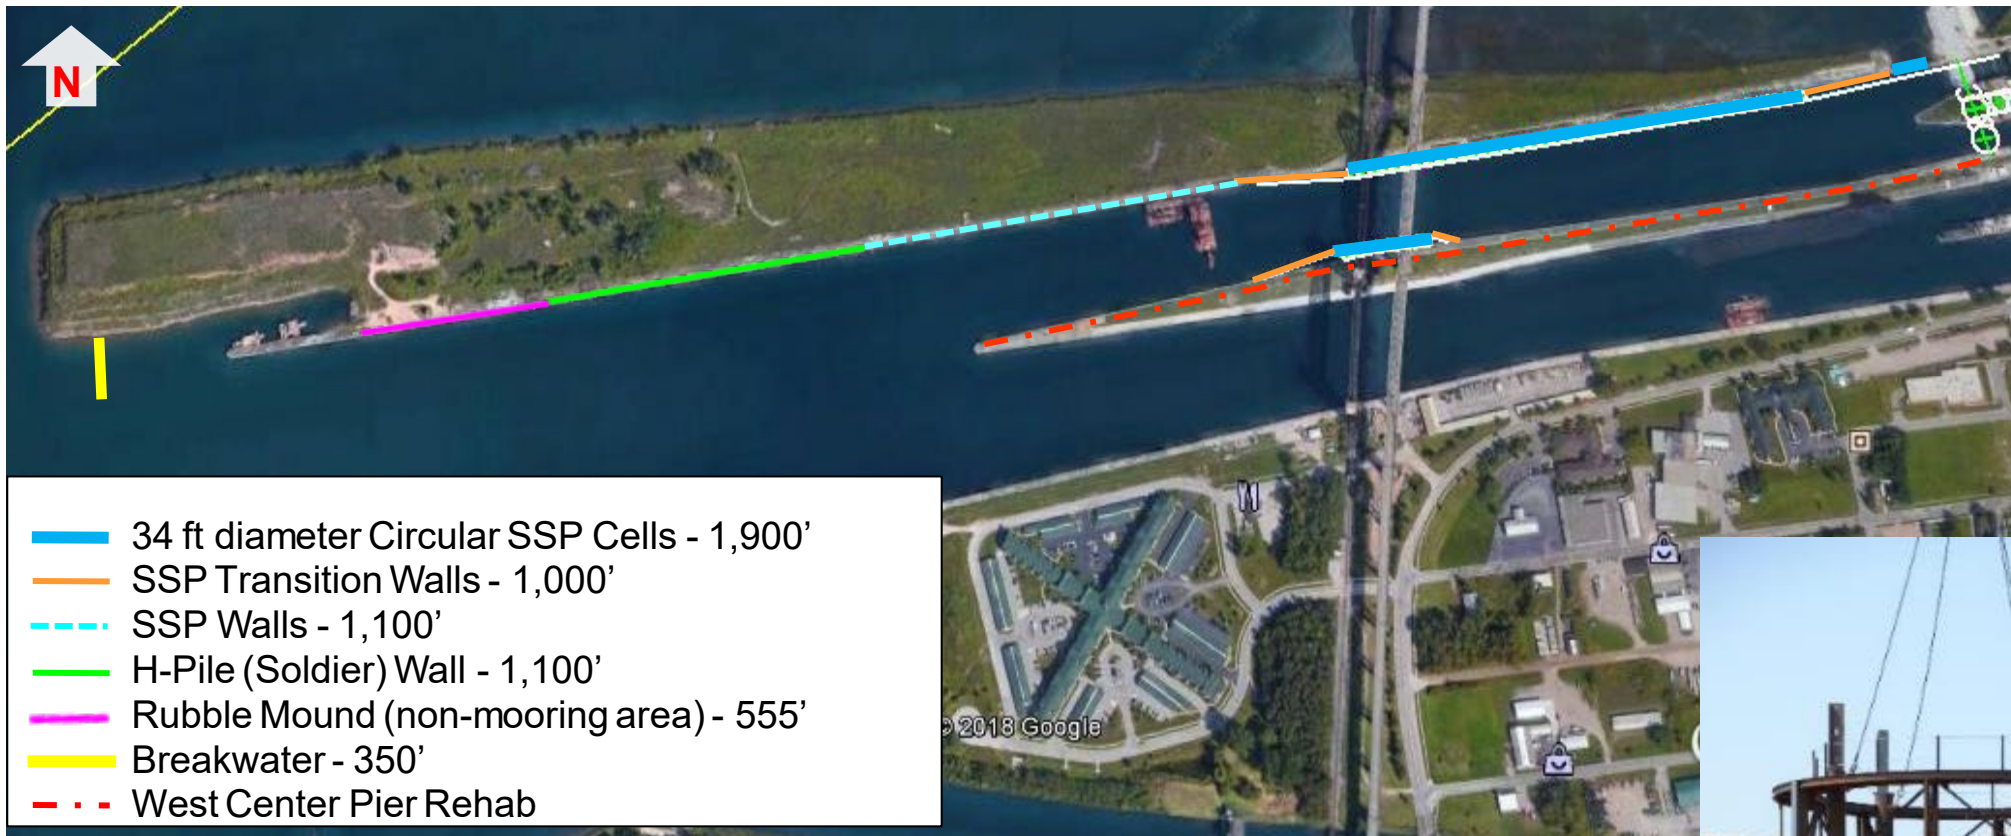 N
34 ft diameter Circular SSP Cells - 1,900’
SSP Transition Walls - 1,000’
SSP Walls - 1,100’
H-Pile (Soldier) Wall - 1,100’
Rubble Mound (non-mooring area) - 555’
Breakwater - 350’
West Center Pier Rehab
2018 Google